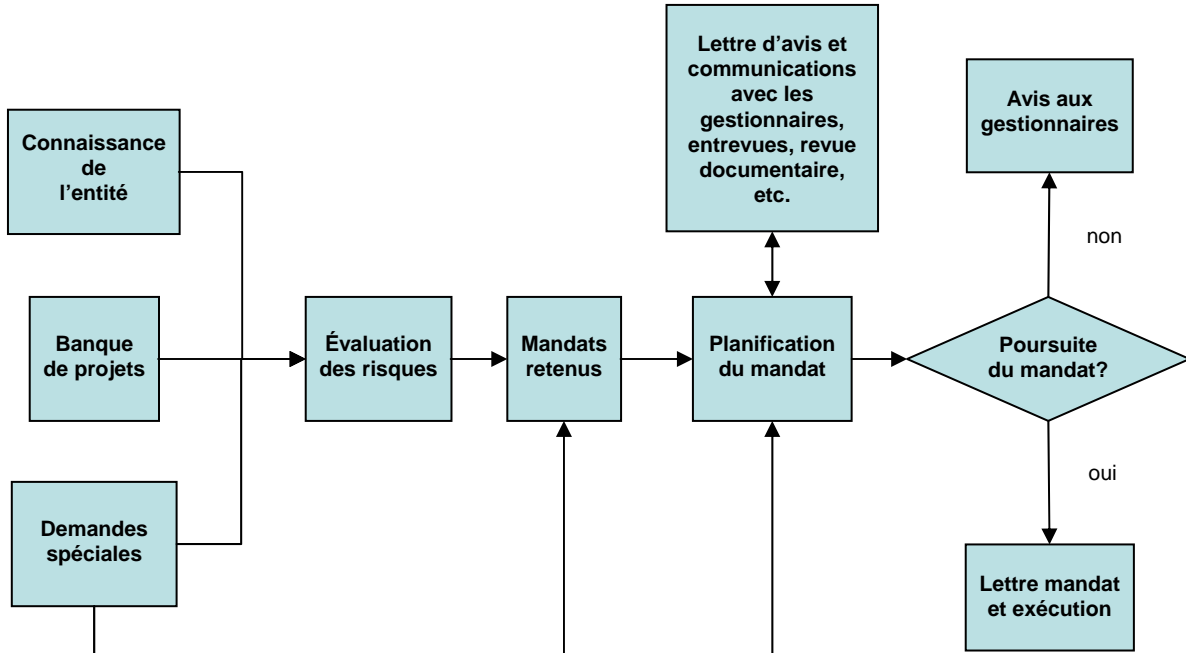 Connaissance
de
l’entité
Banque
de projets
Demandes
spéciales
Évaluation
des risques
Mandats
retenus
Lettre d’avis et
communications
avec les
gestionnaires,
entrevues, revue
documentaire,
etc.
Planification
du mandat
Poursuite
du mandat?
Avis aux
gestionnaires
non
oui
Lettre mandat
et exécution